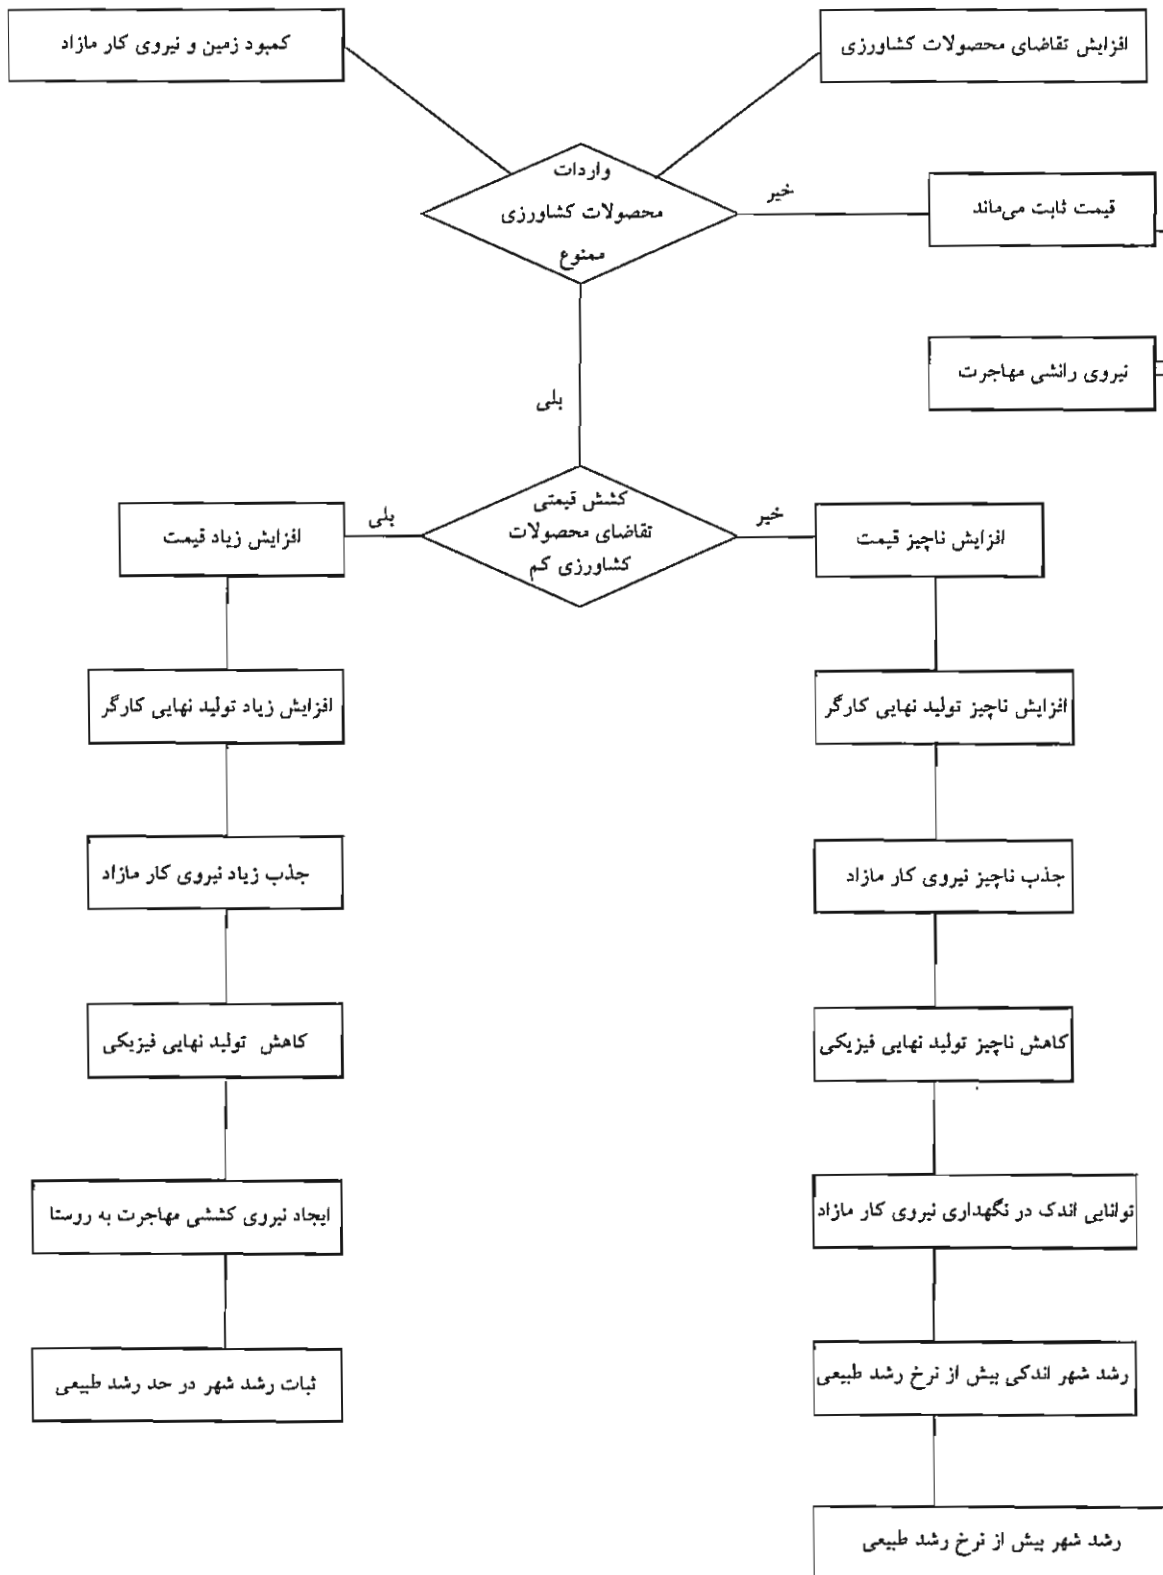 افزایش تقاضای محصولات کشاورزی
کمبود زمین و نیروی کار مازاد
واردات
محصولات کشاورزی
ممنوع
خیر
قیمت ثابت می‌ماند
نیروی رانشی مهاجرت
بلی
کشش قیمتی
تقاضای محصولات
کشاورزی کم
خیر
افزایش ناچیز قیمت
بلی
افزایش زیاد قیمت
افزایش ناچیز تولید نهایی کارگر
افزایش زیاد تولید نهایی کارگر
جذب ناچیز نیروی کار مازاد
جذب زیاد نیروی کار مازاد
کاهش ناچیز تولید نهایی فیزیکی
کاهش تولید نهایی فیزیکی
توانایی اندک در نگهداری نیروی کار مازاد
ایجاد نیروی کششی مهاجرت به روستا
رشد شهر اندکی بیش از نرخ رشد طبیعی
ثبات رشد شهر در حد رشد طبیعی
رشد شهر بیش از نرخ رشد طبیعی